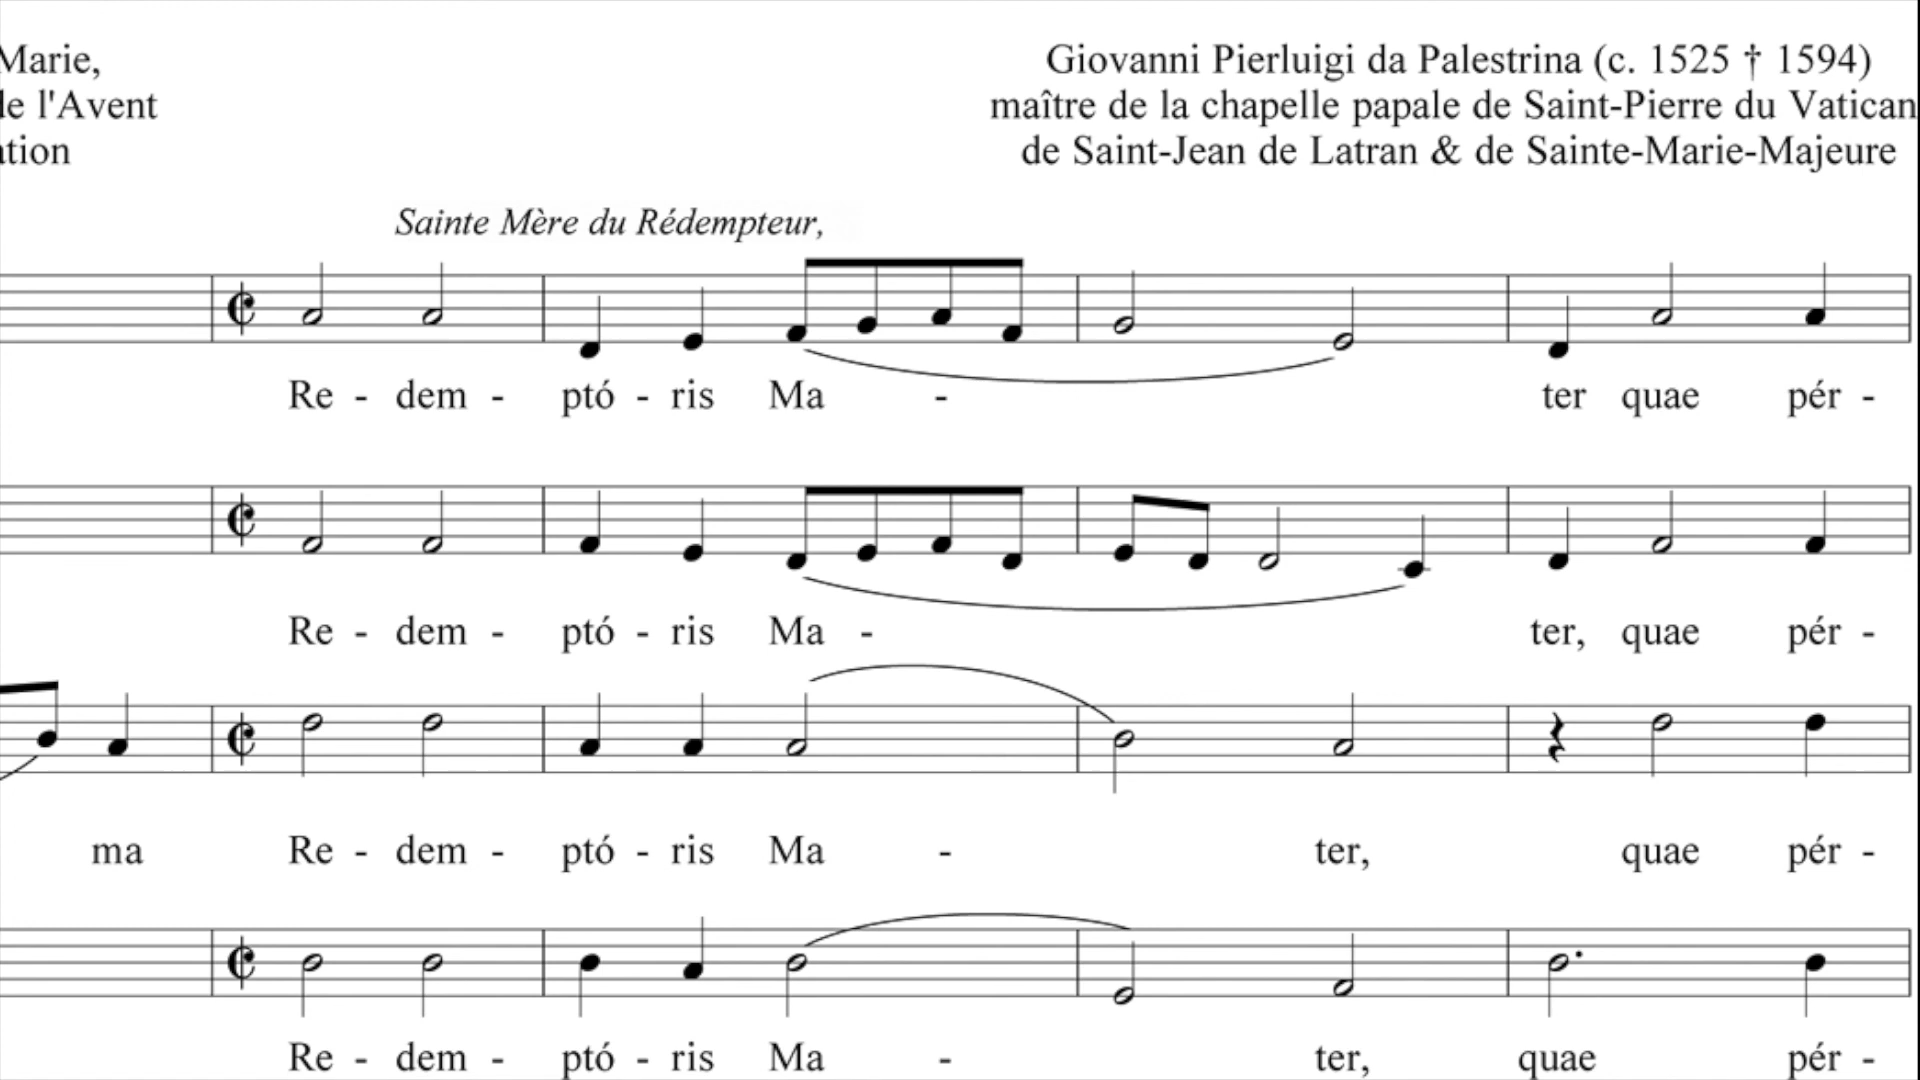 Marie,
de l'Avent
ation
Giovanni Pierluigi da Palestrina (c. 1525 † 1594)
maître de la chapelle papale de Saint-Pierre du Vatican
de Saint-Jean de Latran & de Sainte-Marie-Majeure
Sainte Mère du Rédempteur,
Re - dem - ptó - ris Ma - ter quae pér -
Re - dem - ptó - ris Ma - ter, quae pér -
ma Re - dem - ptó - ris Ma - ter, quae pér -
Re - dem - ptó - ris Ma - ter, quae pér -